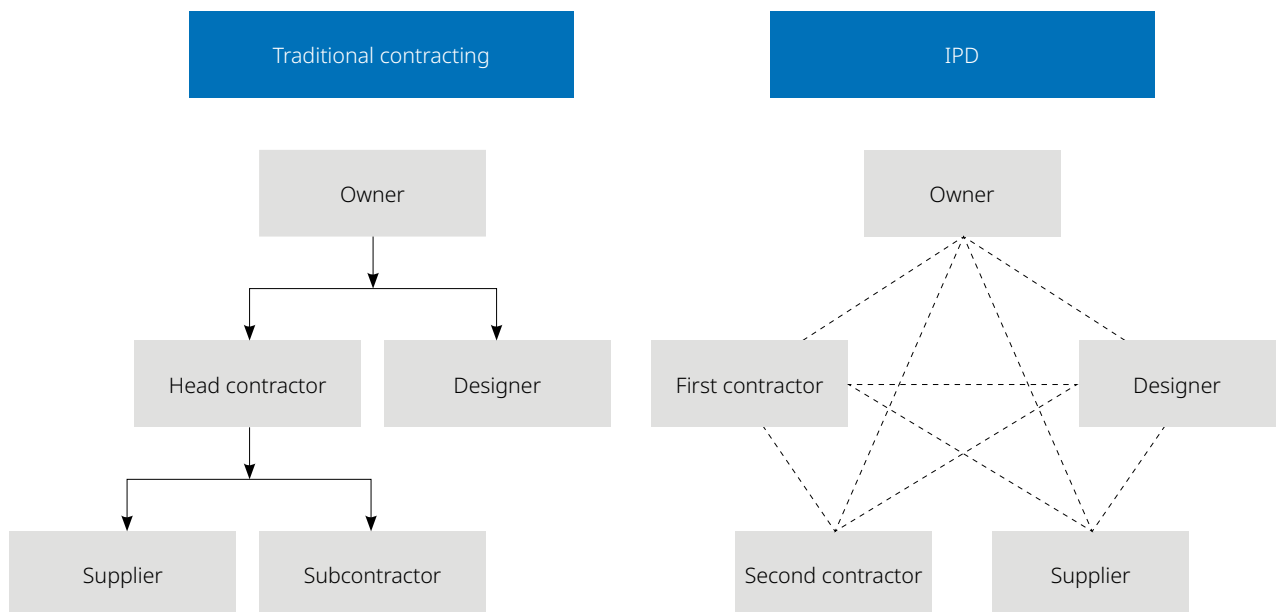 Traditional contracting
IPD
Owner
Owner
Head contractor
Designer
First contractor
Designer
Supplier
Subcontractor
Second contractor
Supplier